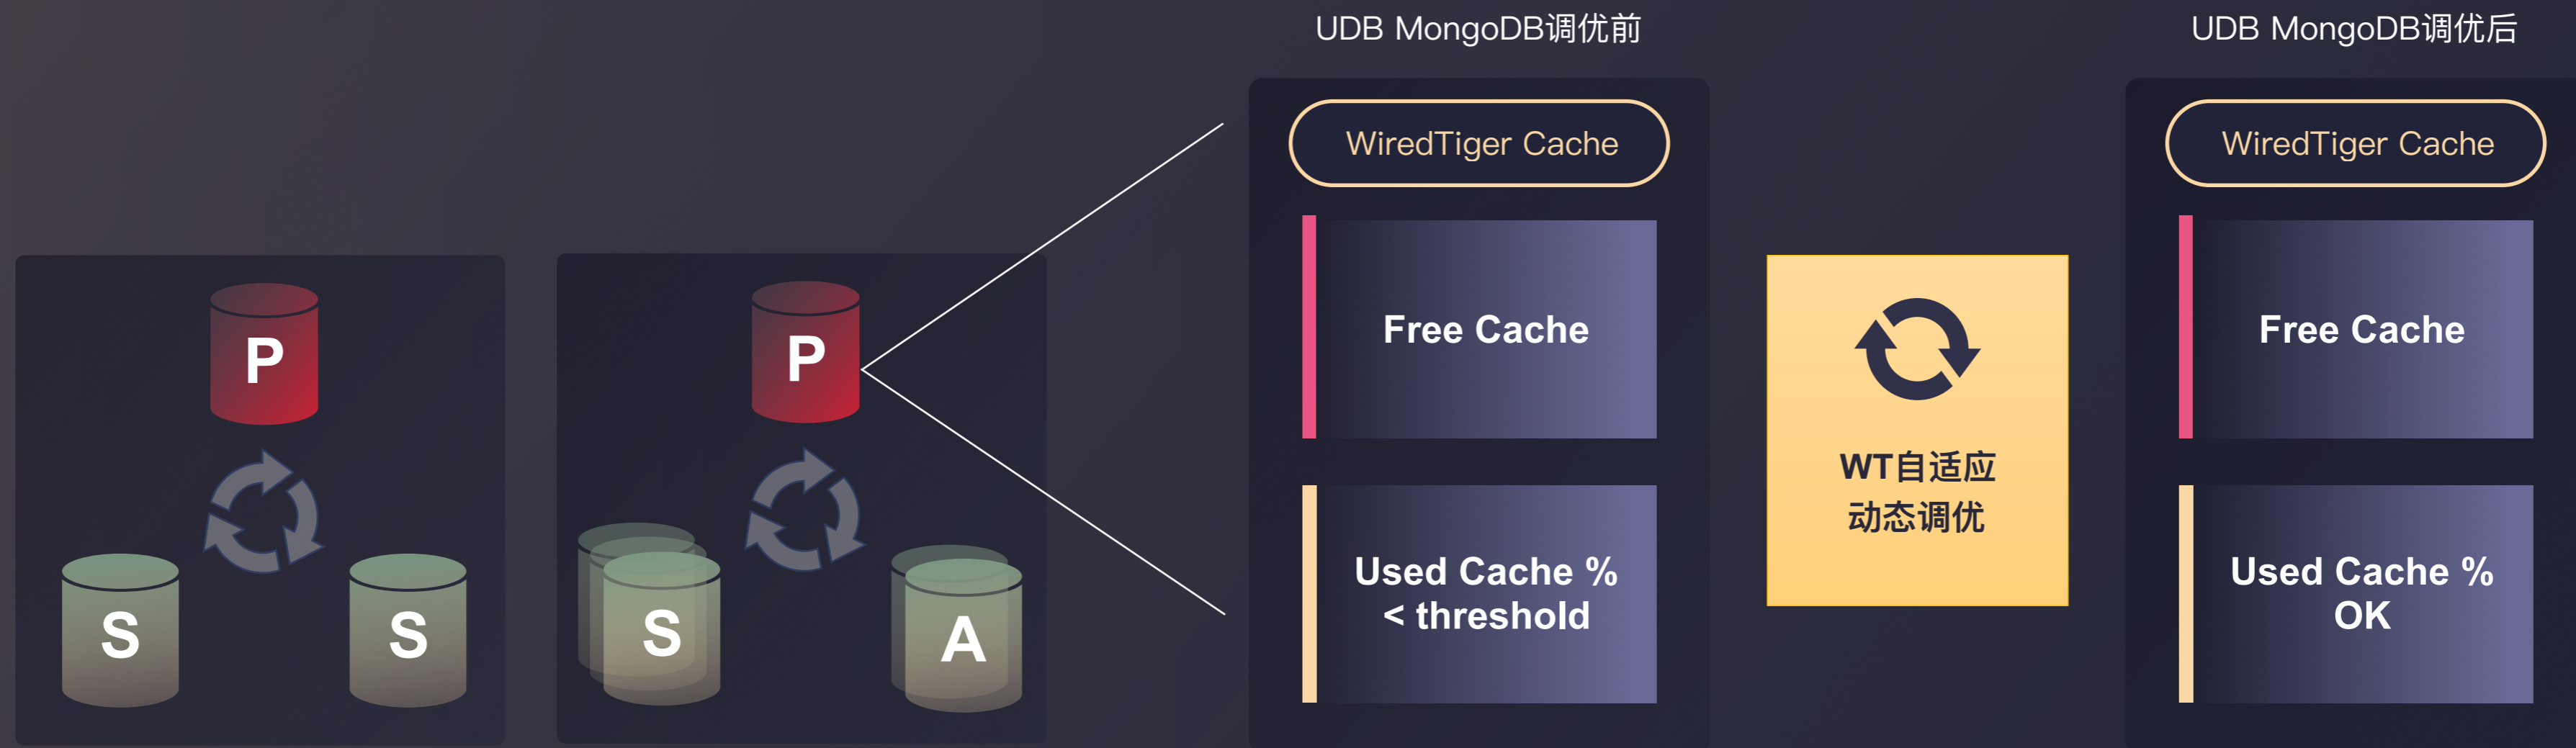 UDB MongoDB调优前
UDB MongoDB调优后
WiredTiger Cache
WiredTiger Cache
P
P
Free Cache
Free Cache
WT自适应
动态调优
S
S
S
A
Used Cache %
< threshold
Used Cache %
OK